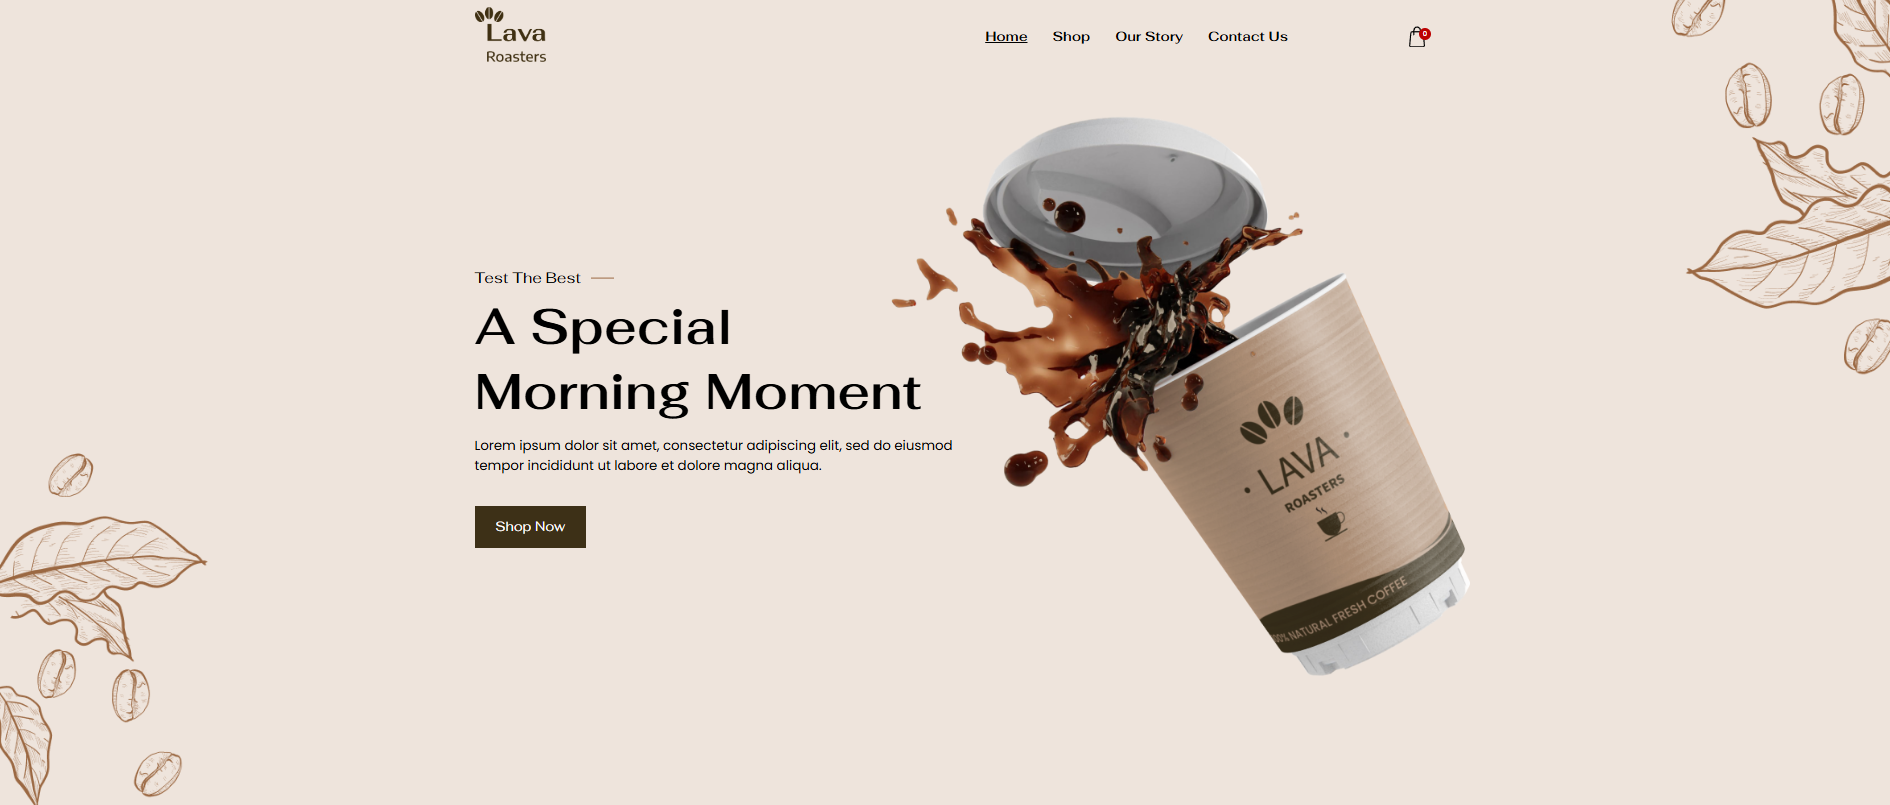 Lava
Roasters
Home Shop Our Story Contact Us
0
Test The Best
A Special
Morning Moment
Lorem ipsum dolor sit amet, consectetur adipiscing elit, sed do eiusmod
tempor incididunt ut labore et dolore magna aliqua.
Shop Now
LAVA
ROASTERS
100% NATURAL FRESH COFFEE